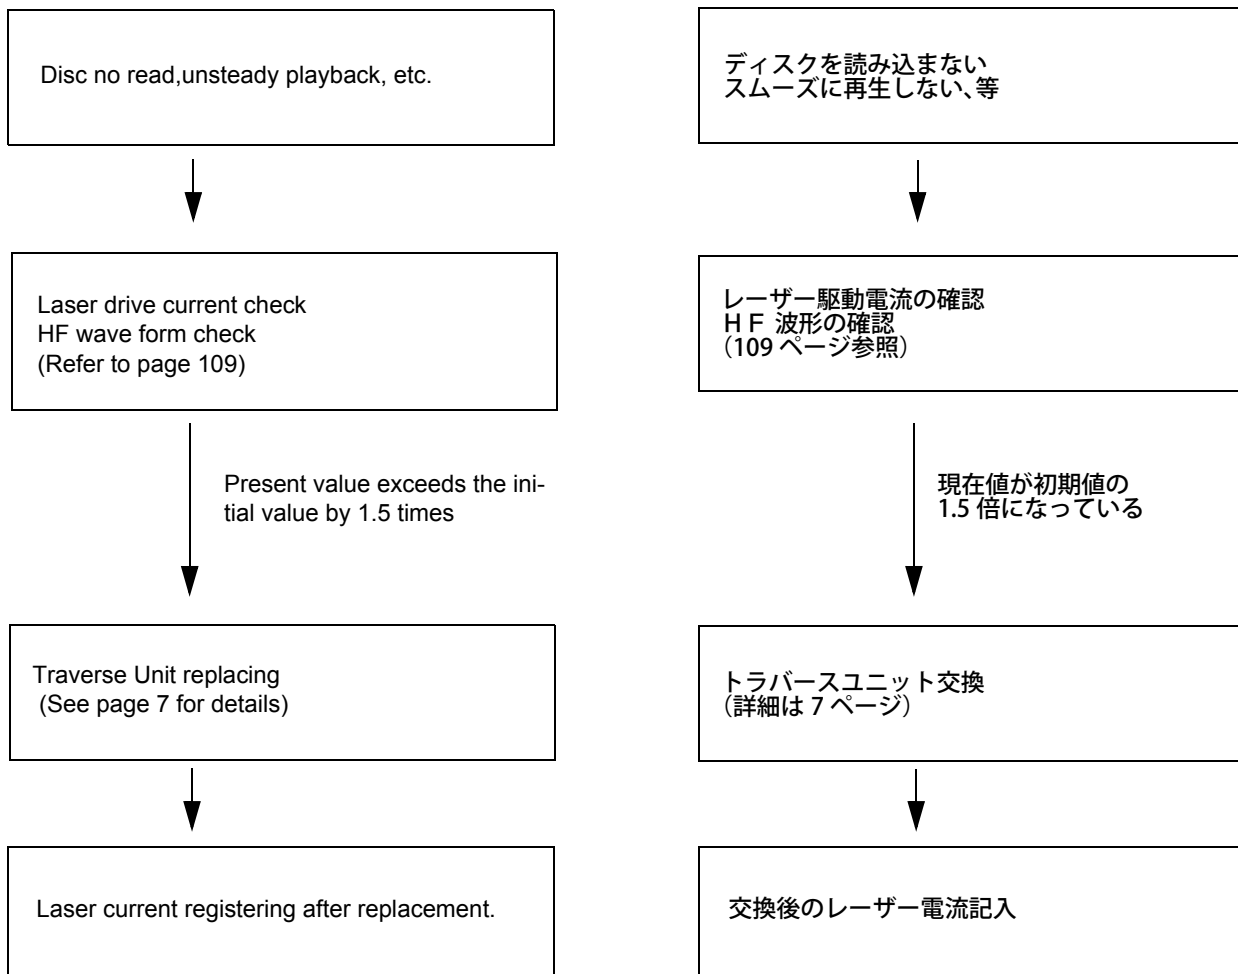 Disc no read,unsteady playback, etc.
Laser drive current check
HF wave form check
(Refer to page 109)
Present value exceeds the ini-
tial value by 1.5 times
Traverse Unit replacing
(See page 7 for details)
Laser current registering after replacement.
ディスクを読み込まない
スムーズに再生しない、等
レーザー駆動電流の確認
ＨＦ 波形の確認
（109 ページ参照）
現在値が初期値の
1.5 倍になっている
トラバースユニット交換
（詳細は 7 ページ）
交換後のレーザー電流記入